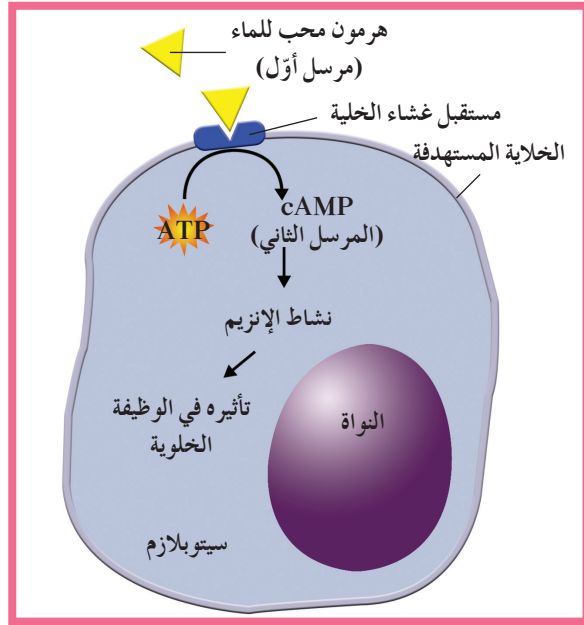 هرمون محب للماء
(مرسل أوّل)
مستقبل غشاء الخلية
الخلاية المستهدفة
ATP
cAMP
(المرسل الثاني)
نشاط الإنزيم
تأثيره في الوظيفة
الخلوية
النواة
سيتوبلازم